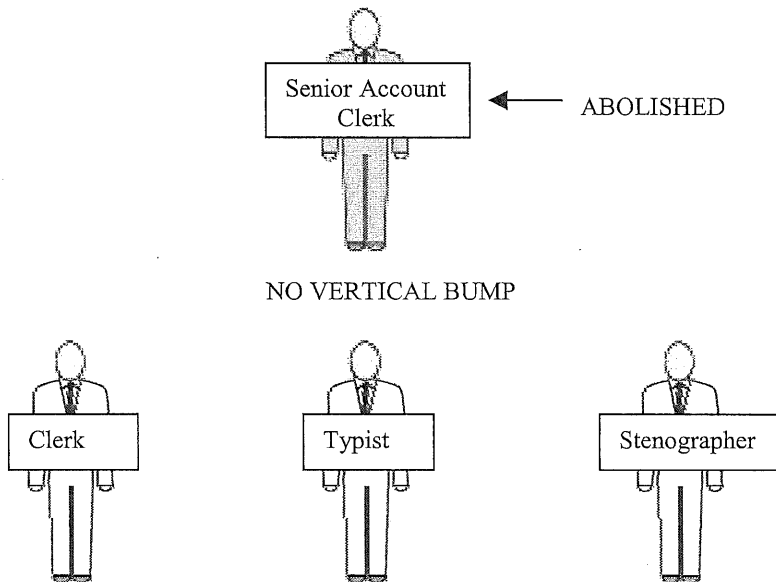 Senior Account
Clerk
ABOLISHED
NO VERTICAL BUMP
Clerk
Typist
Stenographer